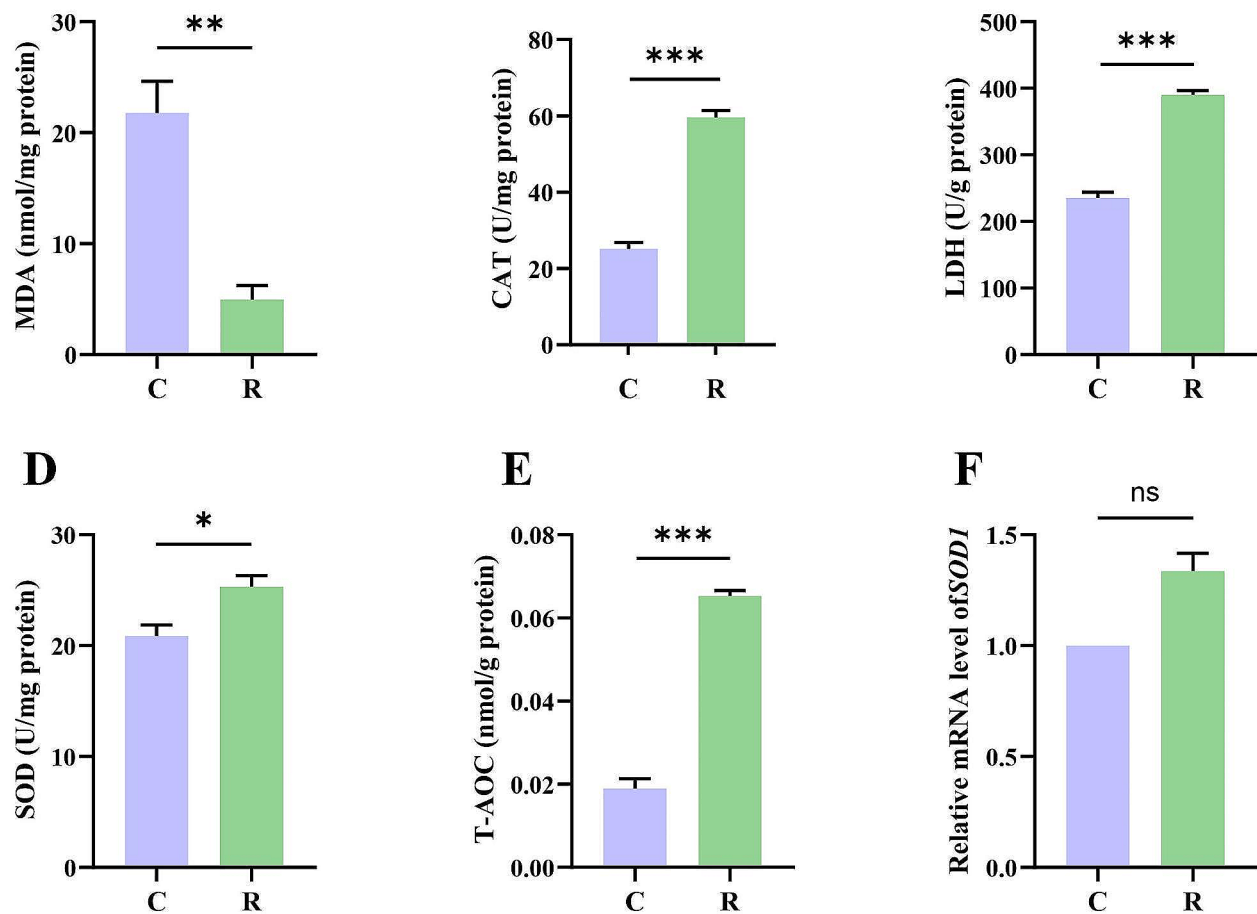 MDA (nmol/mg protein)
30
20
10
0
**
C R
CAT (U/mg protein)
80
60
40
20
0
***
C R
LDH (U/g protein)
500
400
300
200
100
0
***
C R
D
SOD (U/mg protein)
30
20
10
0
*
C R
E
T-AOC (nmol/g protein)
0.08
0.06
0.04
0.02
0.00
***
C R
F
Relative mRNA level ofSOD1
1.5
1.0
0.5
0.0
ns
C R